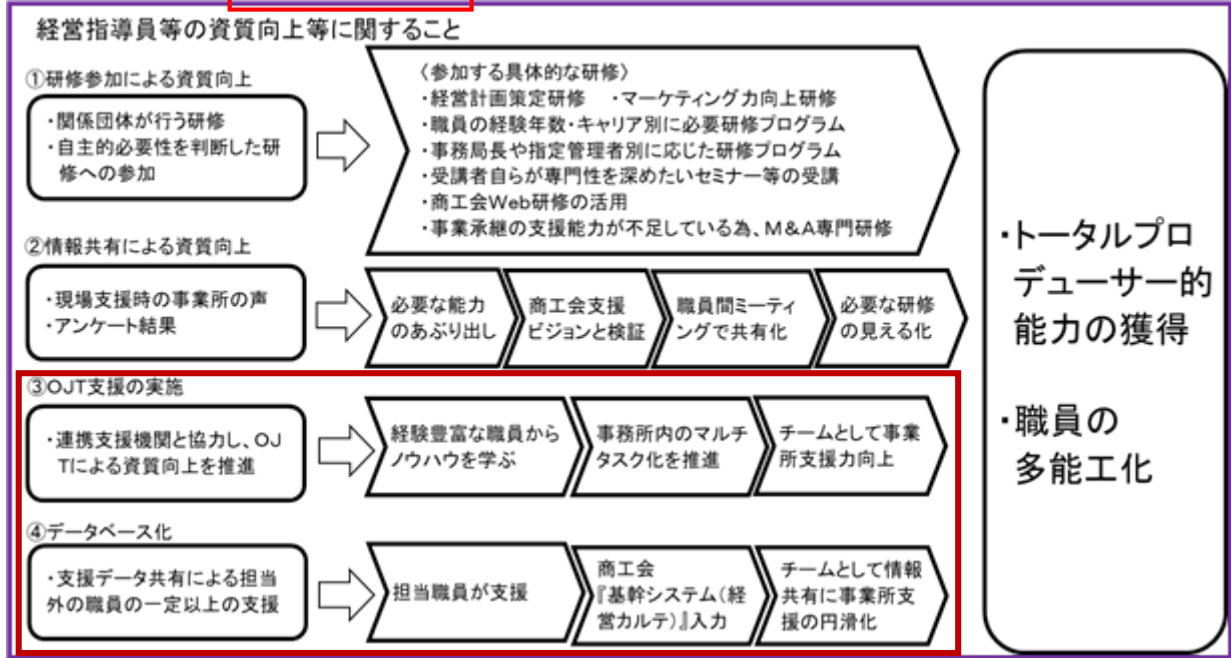 経営指導員等の資質向上等に関すること
①研修参加による資質向上
・関係団体が行う研修
・自主的必要性を判断した研
修への参加
〈参加する具体的な研修〉
・経営計画策定研修　・マーケティング力向上研修
・職員の経験年数・キャリア別に必要研修プログラム
・事務局長や指定管理者別に応じた研修プログラム
・受講者自らが専門性を深めたいセミナー等の受講
・商工会Web研修の活用
・事業承継の支援能力が不足している為、M&A専門研修
②情報共有による資質向上
・現場支援時の事業所の声
・アンケート結果
必要な能力
のあぶり出し
商工会支援
ビジョンと検証
職員間ミーティ
ングで共有化
必要な研修
の見える化
③OJT支援の実施
・連携支援機関と協力し、OJ
Tによる資質向上を推進
経験豊富な職員から
ノウハウを学ぶ
事務所内のマルチ
タスク化を推進
チームとして事業
所支援力向上
④データベース化
・支援データ共有による担当
外の職員の一定以上の支援
担当職員が支援
商工会
『基幹システム(経
営カルテ)』入力
チームとして情報
共有に事業所支
援の円滑化
・トータルプロ
デューサー的
能力の獲得
・職員の
多能工化